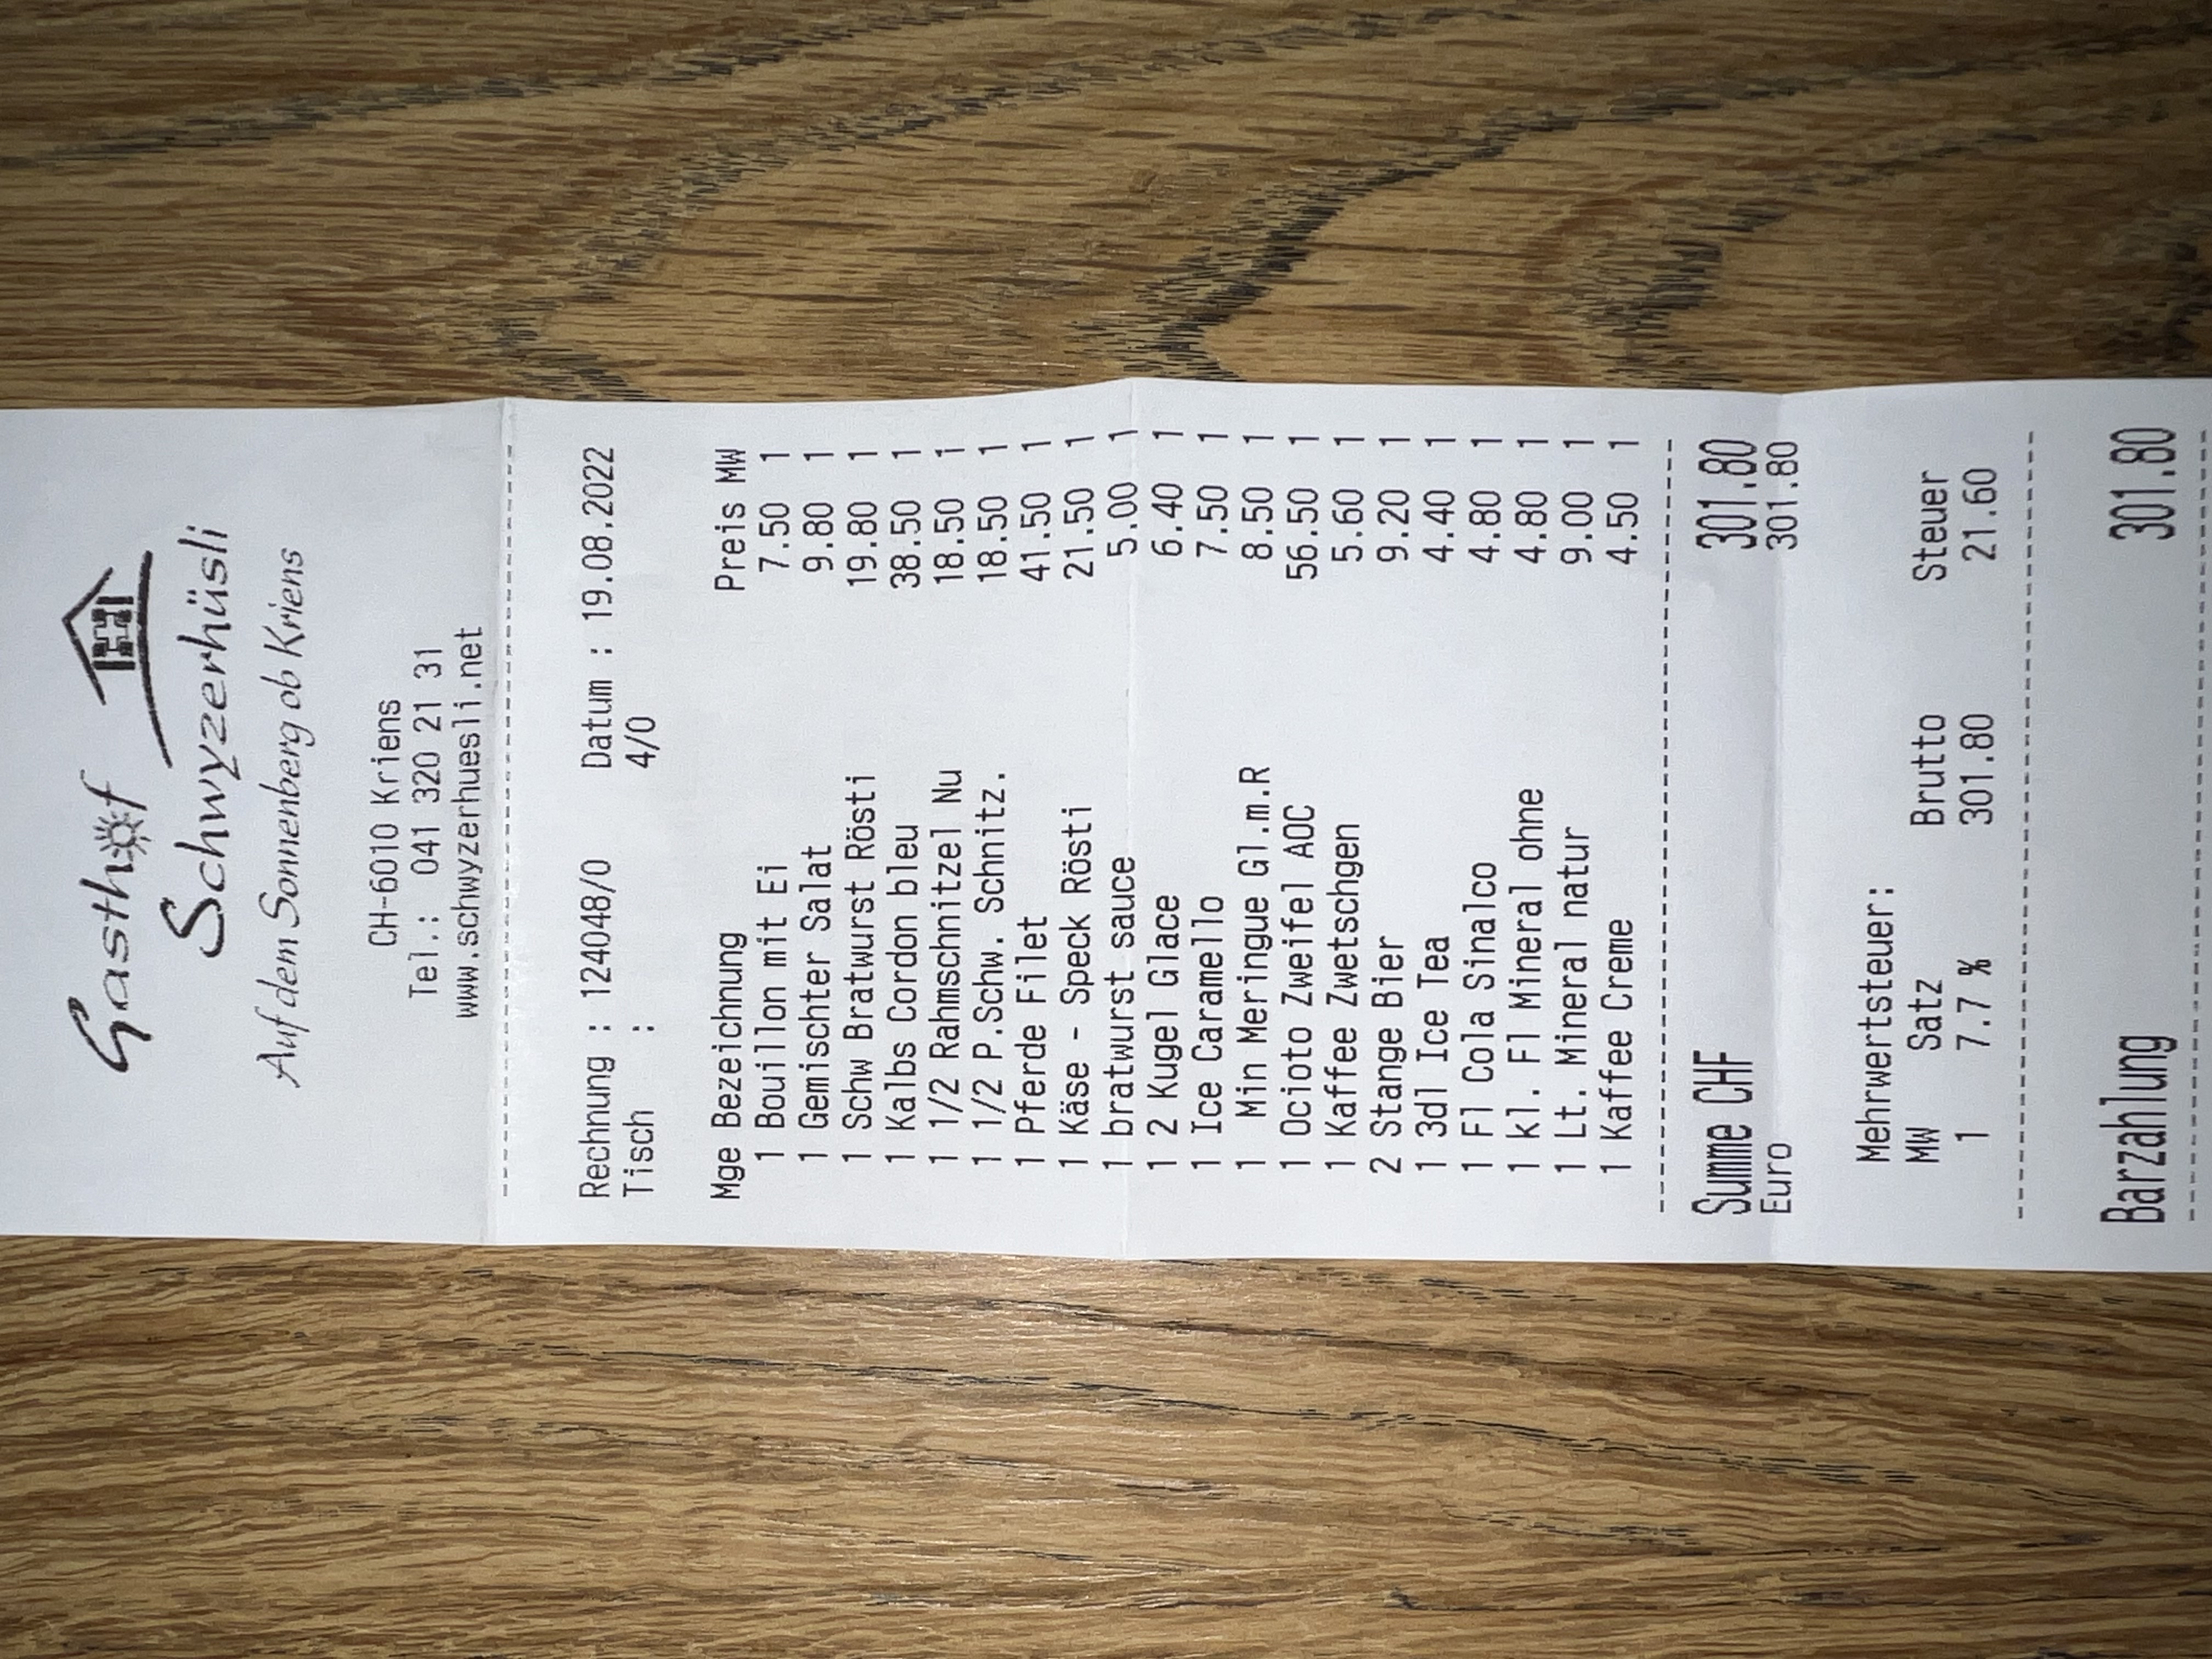 Gasthof
Schwyzerhüsli
Auf dem Sonnenberg ob Kriens
CH-6010 Kriens
Tel.: 041 320 21 31
www.schwyzerhuesli.net
Rechnung : 124048/0 Datum : 19.08.2022
Tisch : 4/0
Mge Bezeichnung Preis MW
1 Bouillon mit Ei 7.50 1
1 Gemischter Salat 9.80 1
1 Schw Bratwurst Rösti 19.80 1
1 Kalbs Cordon bleu 38.50 1
1 1/2 Rahmschnitzel Nu 18.50 1
1 1/2 P.Schw. Schnitz. 18.50 1
1 Pferde Filet 41.50 1
1 Käse - Speck Rösti 21.50 1
1 bratwurst sauce 5.00 1
1 2 Kugel Glace 6.40 1
1 Ice Caramello 7.50 1
1 Min Meringue Gl.m.R 8.50 1
1 Ocioto Zweifel AOC 56.50 1
1 Kaffee Zwetschgen 5.60 1
2 Stange Bier 9.20 1
1 3dl Ice Tea 4.40 1
1 Fl Cola Sinalco 4.80 1
1 kl. Fl Mineral ohne 4.80 1
1 Lt. Mineral natur 9.00 1
1 Kaffee Creme 4.50 1
Summe CHF 301.80
Euro 301.80
Mehrwertsteuer:
MW Satz Brutto Steuer
1 7.7 % 301.80 21.60
Barzahlung 301.80